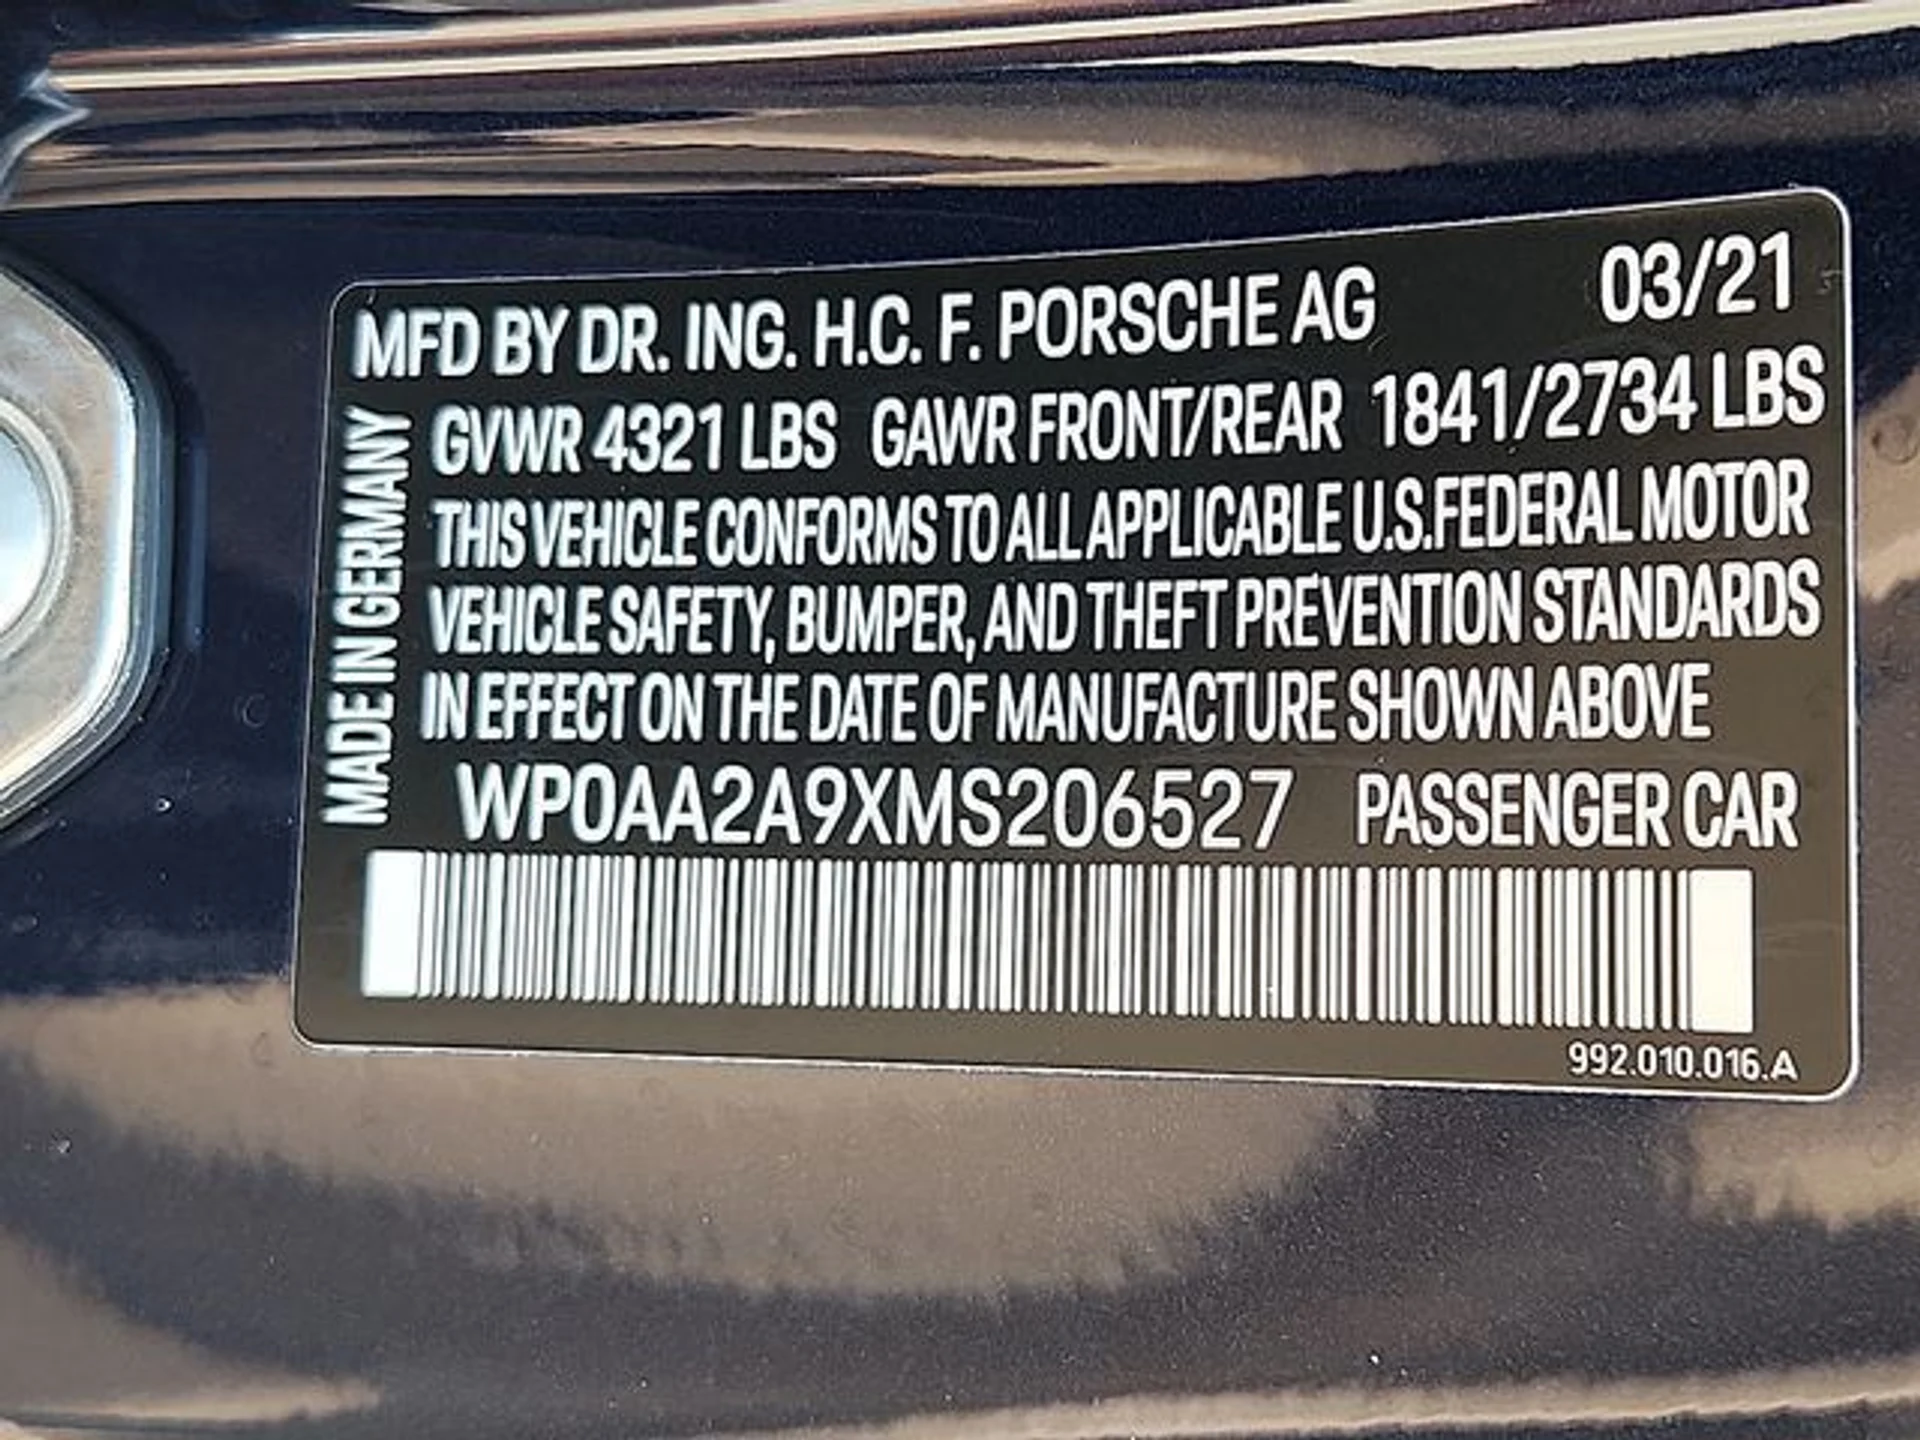 MFD BY DR. ING. H.C. F. PORSCHE AG 03/21
GVWR 4321 LBS GAWR FRONT/REAR 1841/2734 LBS
THIS VEHICLE CONFORMS TO ALL APPLICABLE U.S.FEDERAL MOTOR
VEHICLE SAFETY, BUMPER, AND THEFT PREVENTION STANDARDS
IN EFFECT ON THE DATE OF MANUFACTURE SHOWN ABOVE
WP0AA2A9XMS206527 PASSENGER CAR
MADE IN GERMANY
992.010.016.A